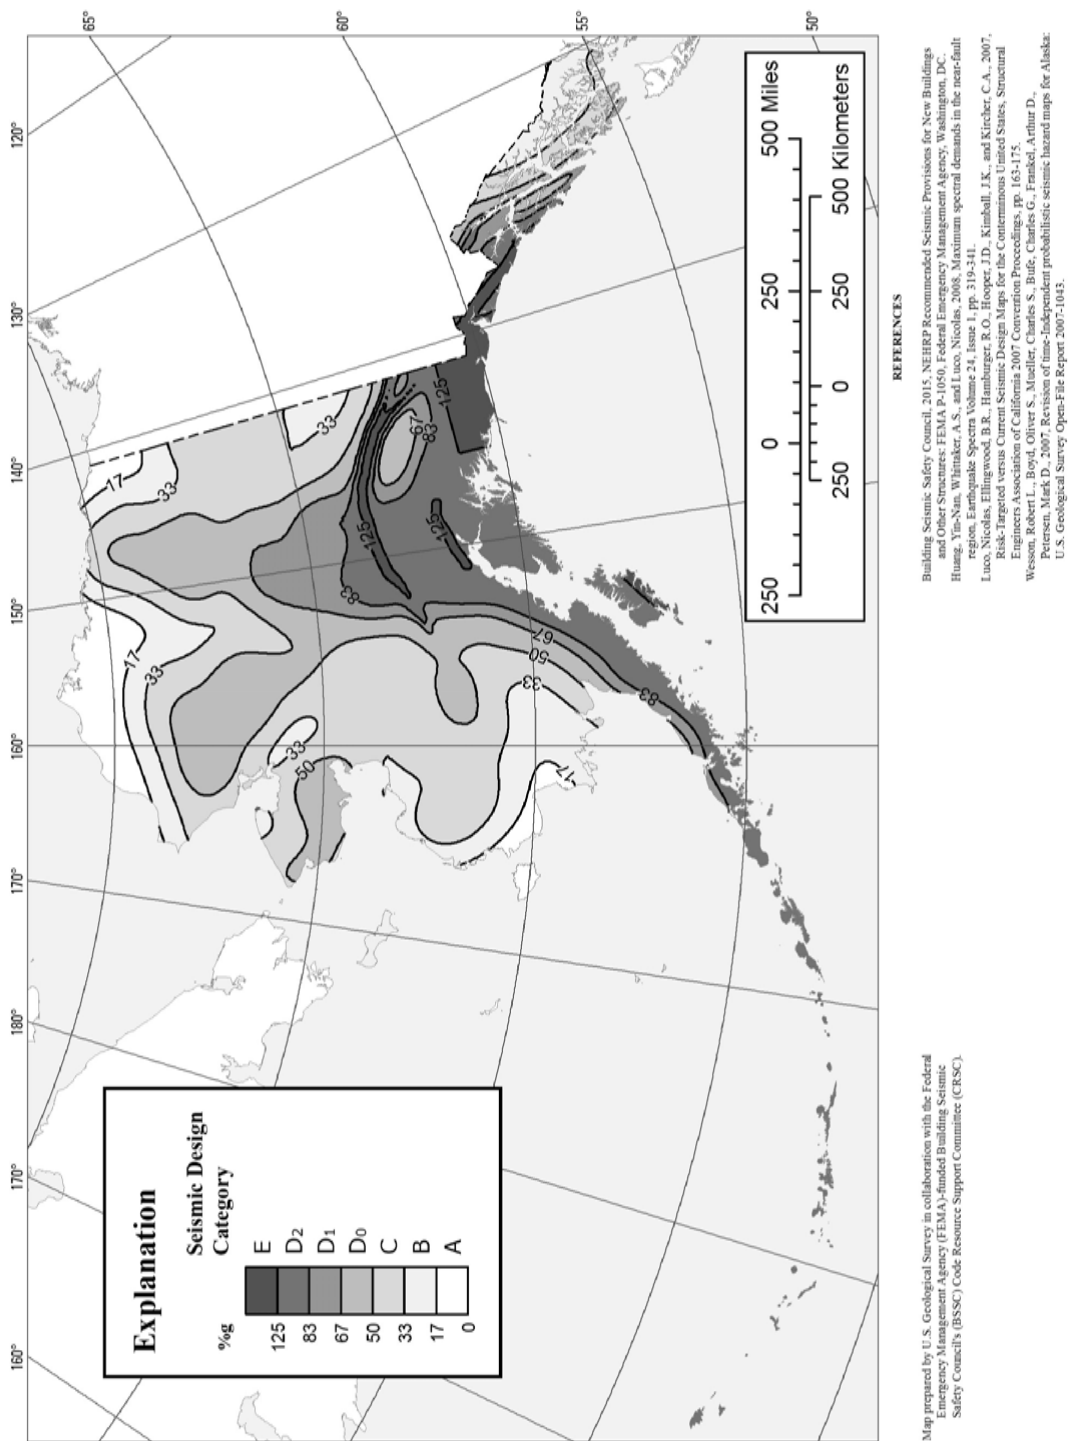 160°
170°
180°
170°
160°
150°
140°
130°
120°
65°
60°
55°
50°
Explanation
Seismic Design
Category
%g
E
125
D2
83
D1
67
D0
50
C
33
B
17
A
0
17
33
17
33
33
33
50
83
125
67
83
125
125
67
50
33
83
17
250 0 250 500 Miles
250 0 250 500 Kilometers
Map prepared by U.S. Geological Survey in collaboration with the Federal
Emergency Management Agency (FEMA)-funded Building Seismic
Safety Council's (BSSC) Code Resource Support Committee (CRSC).
REFERENCES
Building Seismic Safety Council, 2015, NEHRP Recommended Seismic Provisions for New Buildings
and Other Structures: FEMA P-1050, Federal Emergency Management Agency, Washington, DC.
Huang, Yin-Nan, Whittaker, A.S., and Luco, Nicolas, 2008, Maximum spectral demands in the near-fault
region, Earthquake Spectra Volume 24, Issue 1, pp. 319-341.
Luco, Nicolas, Ellingwood, B.R., Hamburger, R.O., Hooper, J.D., Kimball, J.K., and Kircher, C.A., 2007,
Risk-Targeted versus Current Seismic Design Maps for the Conterminous United States, Structural
Engineers Association of California 2007 Convention Proceedings, pp. 163-175.
Wesson, Robert L., Boyd, Oliver S., Mueller, Charles S., Bufe, Charles G., Frankel, Arthur D.,
Petersen, Mark D., 2007, Revision of time-Independent probabilistic seismic hazard maps for Alaska:
U.S. Geological Survey Open-File Report 2007-1043.